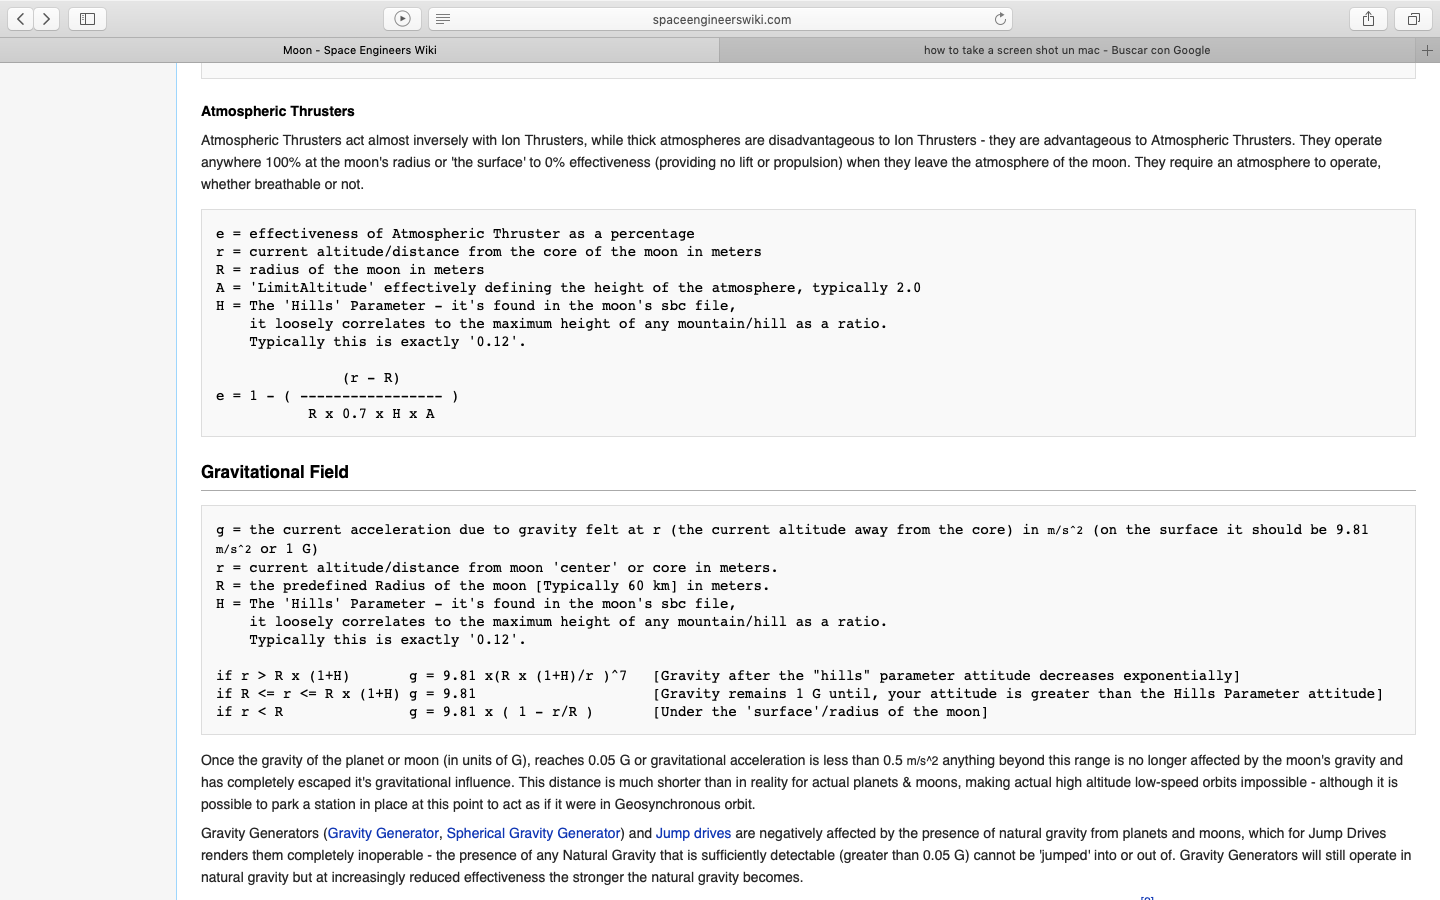 spaceengineerswiki.com
Moon - Space Engineers Wiki
how to take a screen shot un mac - Buscar con Google
Atmospheric Thrusters
Atmospheric Thrusters act almost inversely with Ion Thrusters, while thick atmospheres are disadvantageous to Ion Thrusters - they are advantageous to Atmospheric Thrusters. They operate
anywhere 100% at the moon's radius or 'the surface' to 0% effectiveness (providing no lift or propulsion) when they leave the atmosphere of the moon. They require an atmosphere to operate,
whether breathable or not.
e = effectiveness of Atmospheric Thruster as a percentage
r = current altitude/distance from the core of the moon in meters
R = radius of the moon in meters
A = 'LimitAltitude' effectively defining the height of the atmosphere, typically 2.0
H = The 'Hills' Parameter - it's found in the moon's sbc file,
it loosely correlates to the maximum height of any mountain/hill as a ratio.
Typically this is exactly '0.12'.
(r - R)
e = 1 - ( ----------------- )
R x 0.7 x H x A
Gravitational Field
g = the current acceleration due to gravity felt at r (the current altitude away from the core) in m/s^2 (on the surface it should be 9.81
m/s^2 or 1 G)
r = current altitude/distance from moon 'center' or core in meters.
R = the predefined Radius of the moon [Typically 60 km] in meters.
H = The 'Hills' Parameter - it's found in the moon's sbc file,
it loosely correlates to the maximum height of any mountain/hill as a ratio.
Typically this is exactly '0.12'.
if r > R x (1+H) g = 9.81 x(R x (1+H)/r )^7 [Gravity after the "hills" parameter attitude decreases exponentially]
if R <= r <= R x (1+H) g = 9.81 [Gravity remains 1 G until, your attitude is greater than the Hills Parameter attitude]
if r < R g = 9.81 x ( 1 - r/R ) [Under the 'surface'/radius of the moon]
Once the gravity of the planet or moon (in units of G), reaches 0.05 G or gravitational acceleration is less than 0.5 m/s^2 anything beyond this range is no longer affected by the moon's gravity and
has completely escaped it's gravitational influence. This distance is much shorter than in reality for actual planets & moons, making actual high altitude low-speed orbits impossible - although it is
possible to park a station in place at this point to act as if it were in Geosynchronous orbit.
Gravity Generators (Gravity Generator, Spherical Gravity Generator) and Jump drives are negatively affected by the presence of natural gravity from planets and moons, which for Jump Drives
renders them completely inoperable - the presence of any Natural Gravity that is sufficiently detectable (greater than 0.05 G) cannot be 'jumped' into or out of. Gravity Generators will still operate in
natural gravity but at increasingly reduced effectiveness the stronger the natural gravity becomes.